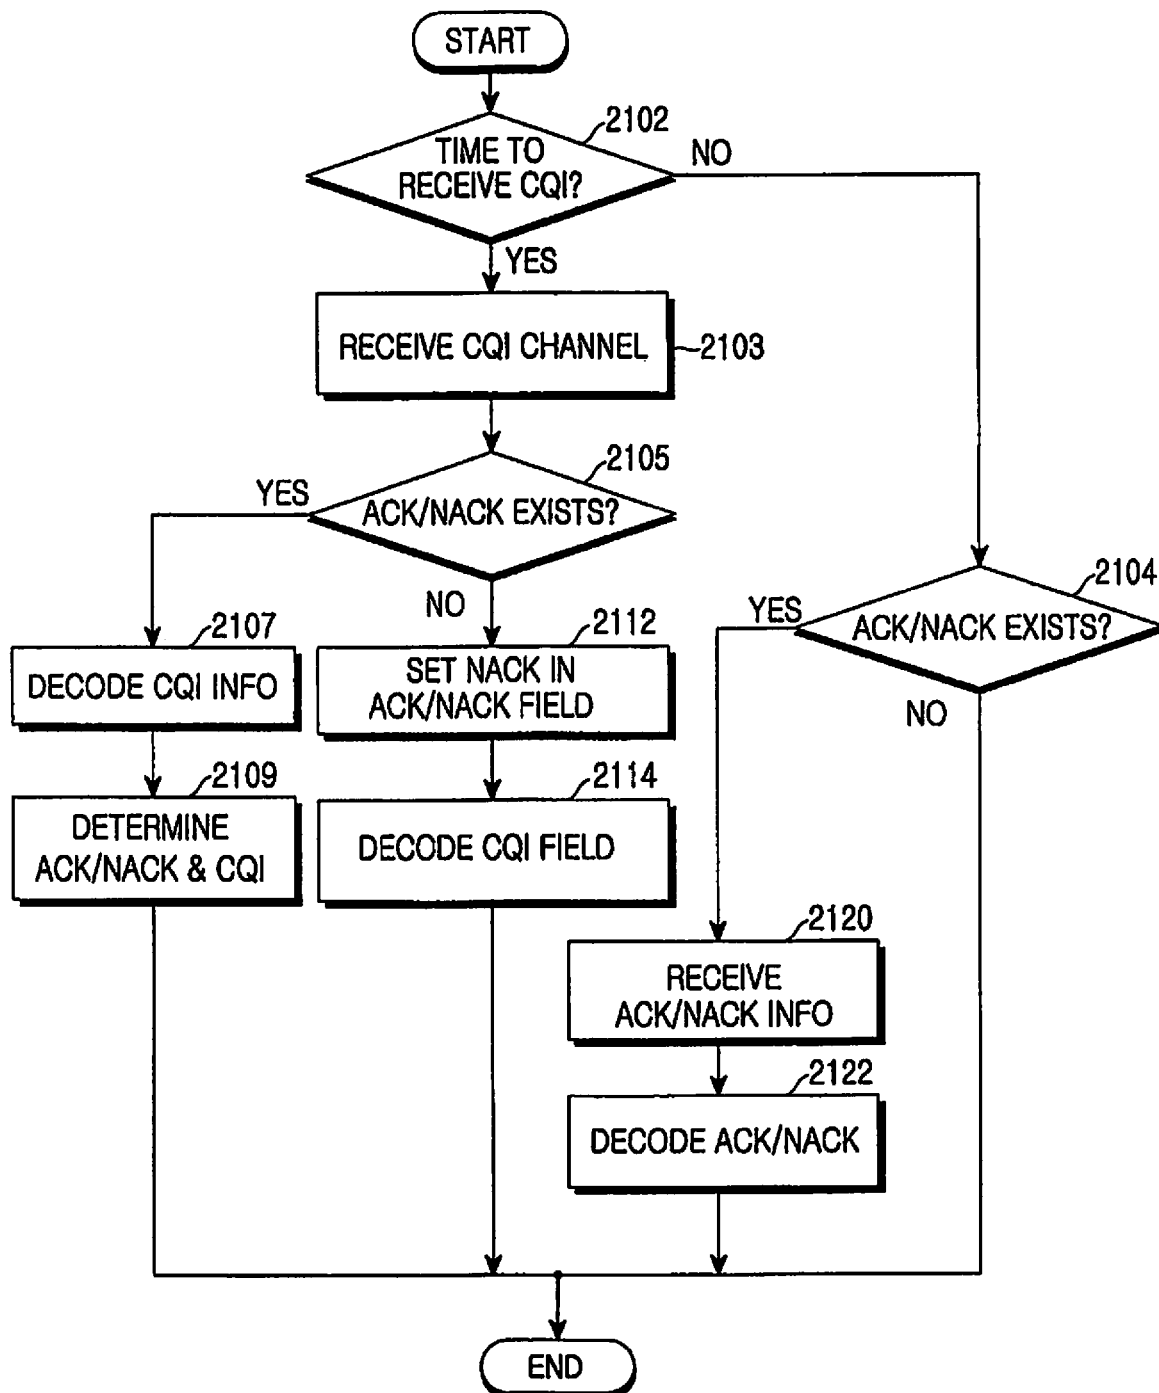 START
2102
TIME TO
RECEIVE CQI?
NO
YES
RECEIVE CQI CHANNEL
2103
2105
YES
ACK/NACK EXISTS?
NO
2104
YES
ACK/NACK EXISTS?
NO
2107
DECODE CQI INFO
2112
SET NACK IN
ACK/NACK FIELD
2109
DETERMINE
ACK/NACK & CQI
2114
DECODE CQI FIELD
2120
RECEIVE
ACK/NACK INFO
2122
DECODE ACK/NACK
END